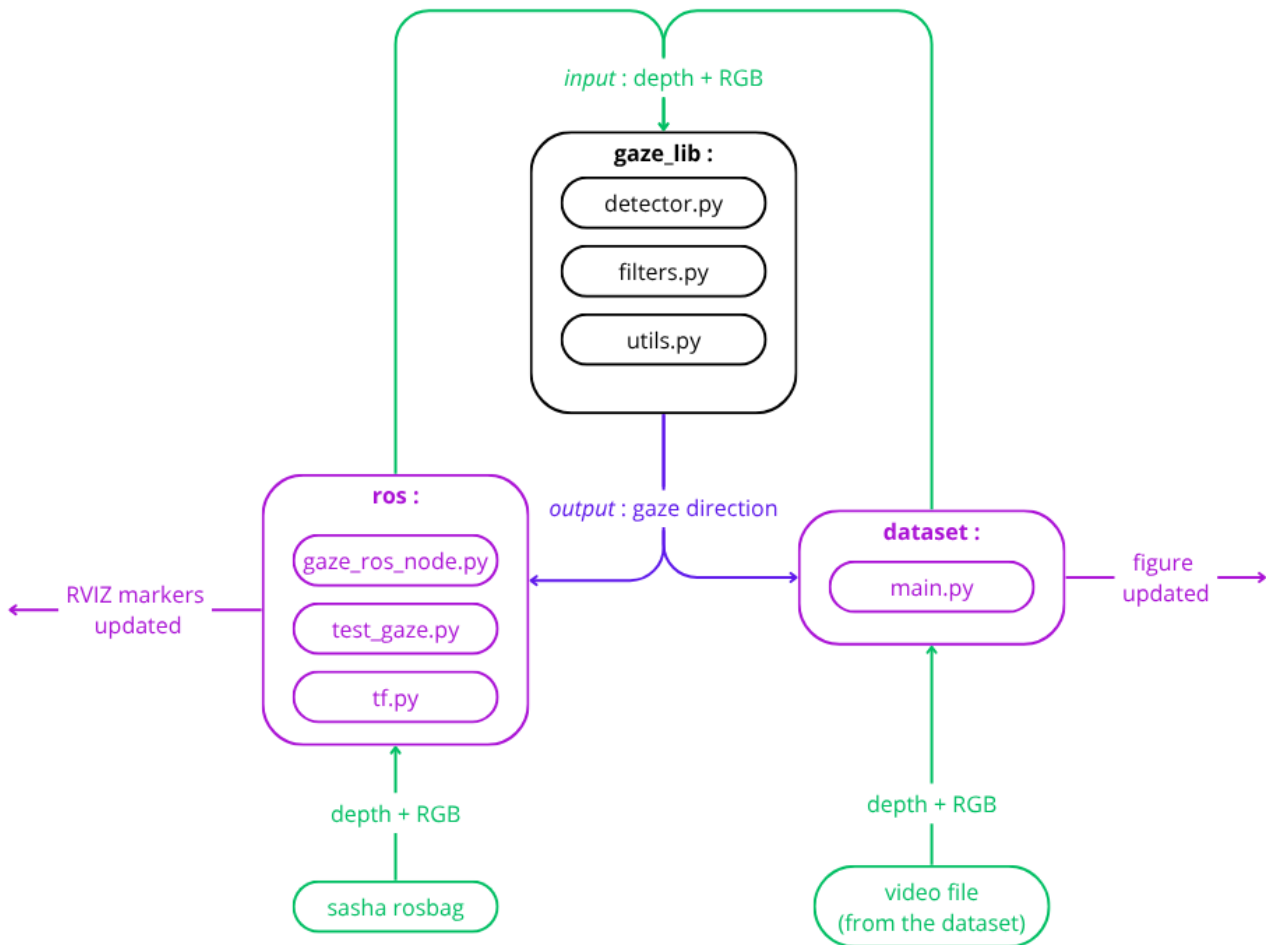 input : depth + RGB
gaze_lib :
detector.py
filters.py
utils.py
ros :
gaze_ros_node.py
test_gaze.py
tf.py
output : gaze direction
dataset :
main.py
RVIZ markers
updated
figure
updated
depth + RGB
depth + RGB
sasha rosbag
video file
(from the dataset)